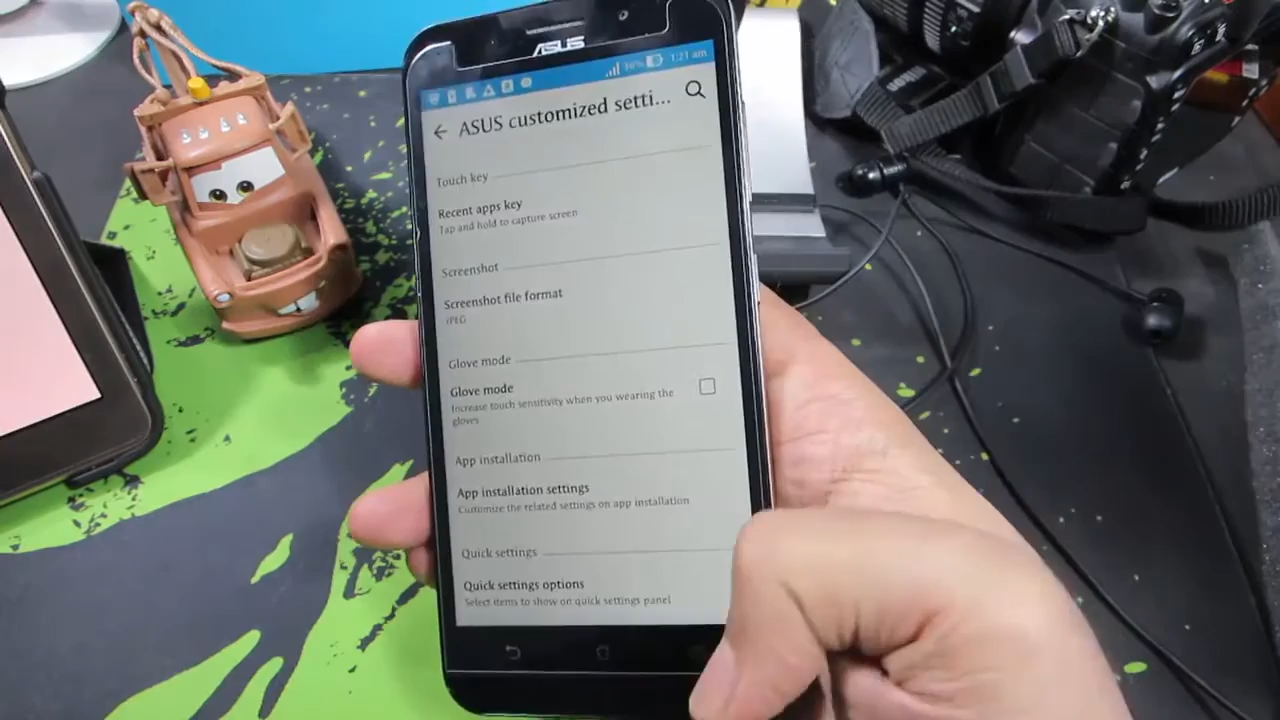 ASUS
36% 1:21 am
ASUS customized setti...
Touch key
Recent apps key
Tap and hold to capture screen
Screenshot
Screenshot file format
JPEG
Glove mode
Glove mode
Increase touch sensitivity when you wearing the
gloves
App installation
App installation settings
Customize the related settings on app installation
Quick settings
Quick settings options
Select items to show on quick settings panel